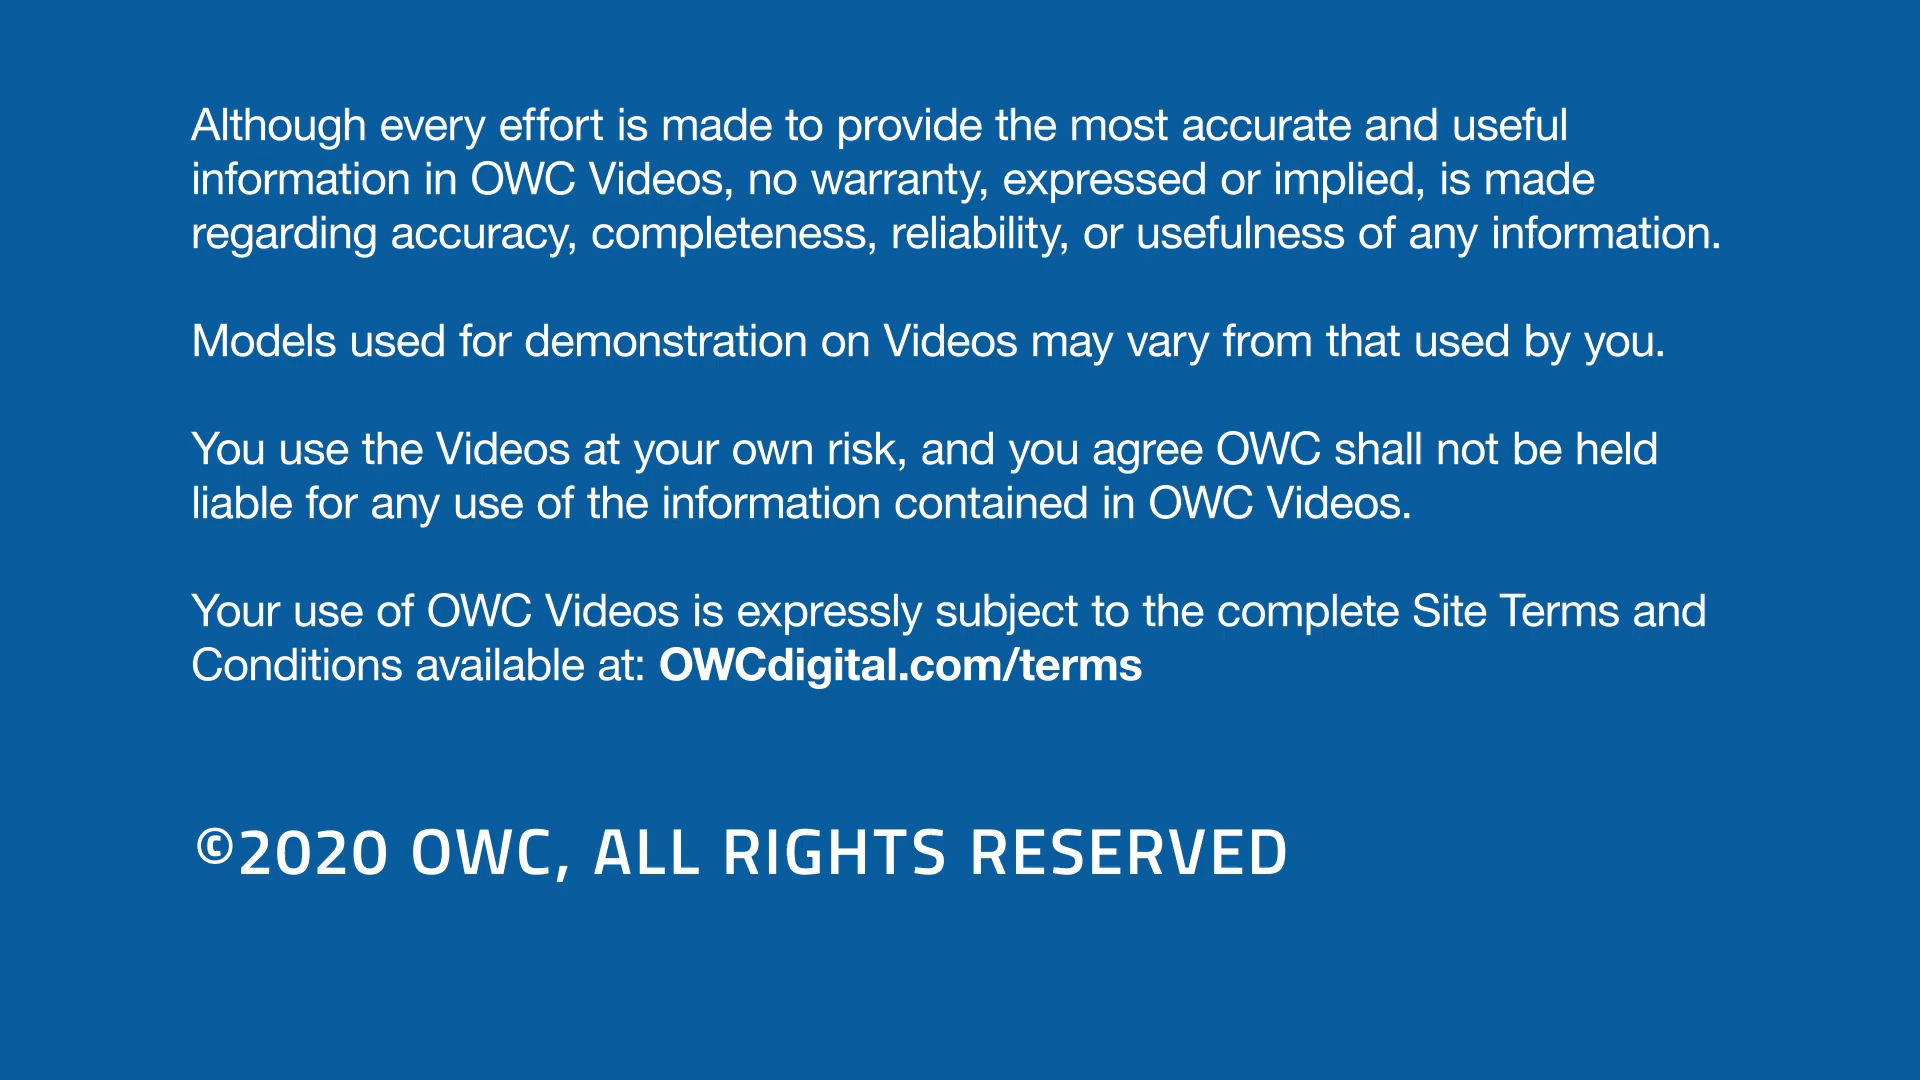 Although every effort is made to provide the most accurate and useful
information in OWC Videos, no warranty, expressed or implied, is made
regarding accuracy, completeness, reliability, or usefulness of any information.
Models used for demonstration on Videos may vary from that used by you.
You use the Videos at your own risk, and you agree OWC shall not be held
liable for any use of the information contained in OWC Videos.
Your use of OWC Videos is expressly subject to the complete Site Terms and
Conditions available at: OWCdigital.com/terms
©2020 OWC, ALL RIGHTS RESERVED